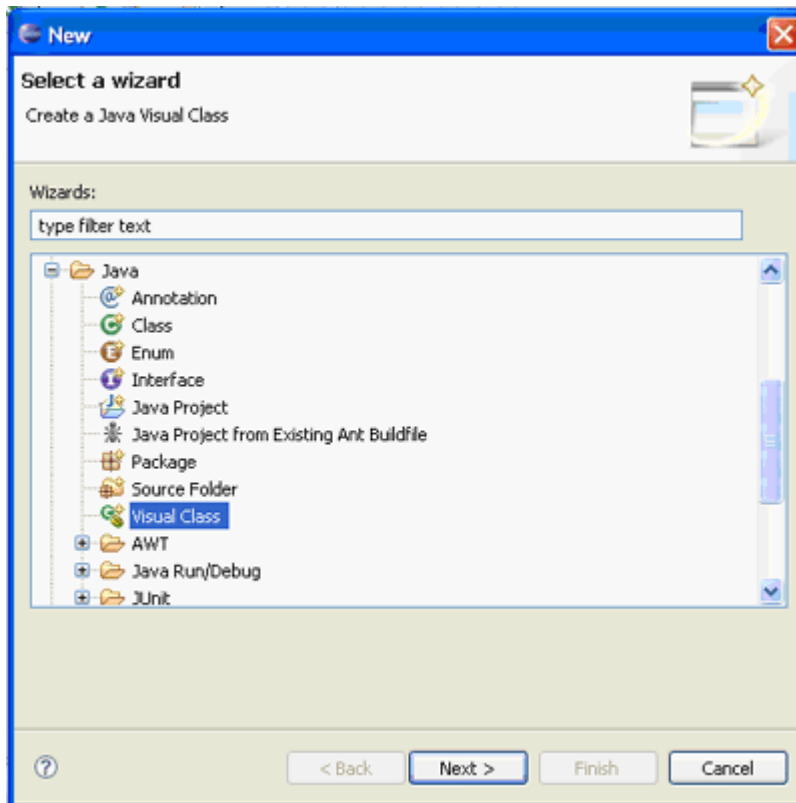 New
Select a wizard
Create a Java Visual Class
Wizards:
type filter text
Java
Annotation
Class
Enum
Interface
Java Project
Java Project from Existing Ant Buildfile
Package
Source Folder
Visual Class
AWT
Java Run/Debug
JUnit
< Back Next > Finish Cancel